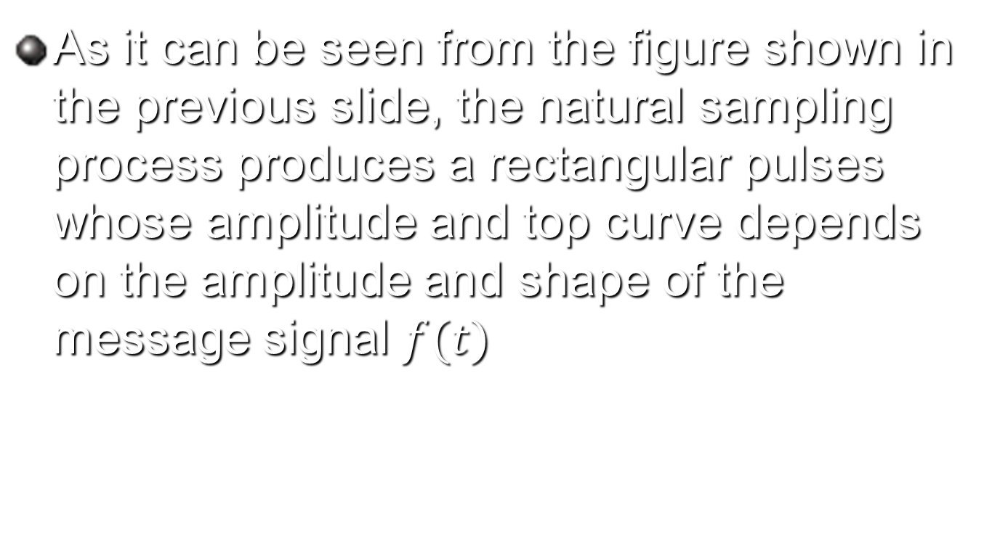 As it can be seen from the figure shown in
the previous slide, the natural sampling
process produces a rectangular pulses
whose amplitude and top curve depends
on the amplitude and shape of the
message signal f(t)